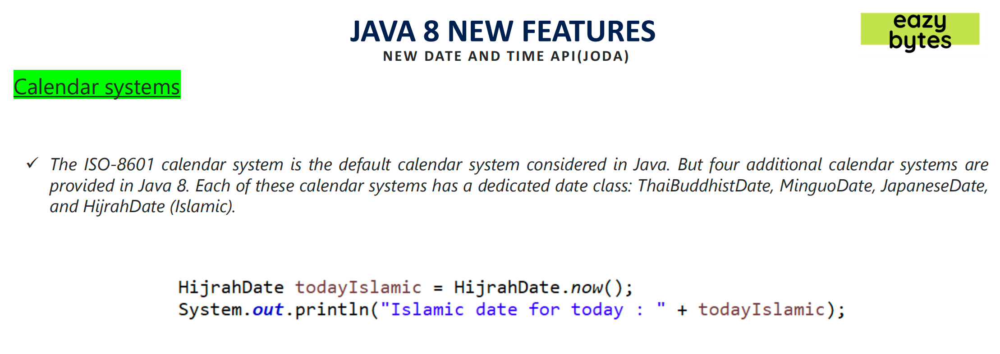 JAVA 8 NEW FEATURES
NEW DATE AND TIME API(JODA)
eazy
bytes
Calendar systems
✓ The ISO-8601 calendar system is the default calendar system considered in Java. But four additional calendar systems are
provided in Java 8. Each of these calendar systems has a dedicated date class: ThaiBuddhistDate, MinguoDate, JapaneseDate,
and HijrahDate (Islamic).
HijrahDate todayIslamic = HijrahDate.now();
System.out.println("Islamic date for today : " + todayIslamic);